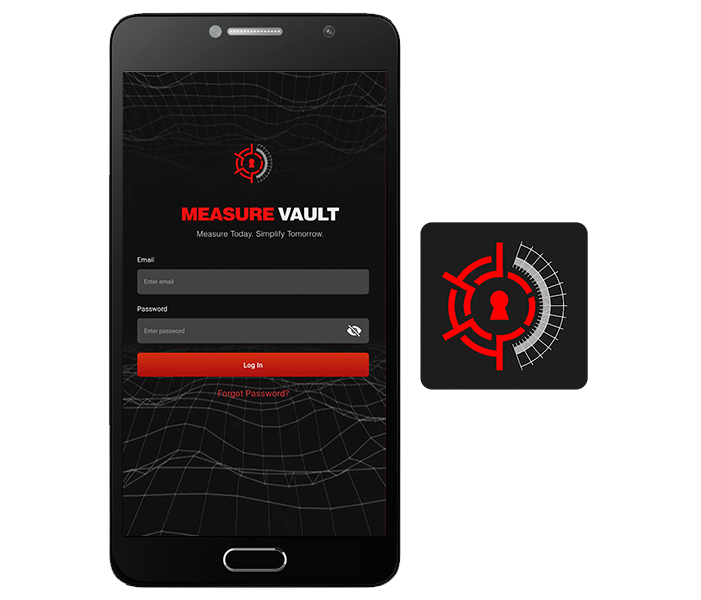 MEASURE VAULT
Measure Today. Simplify Tomorrow.
Email
Enter email
Password
Enter password
Log In
Forgot Password?